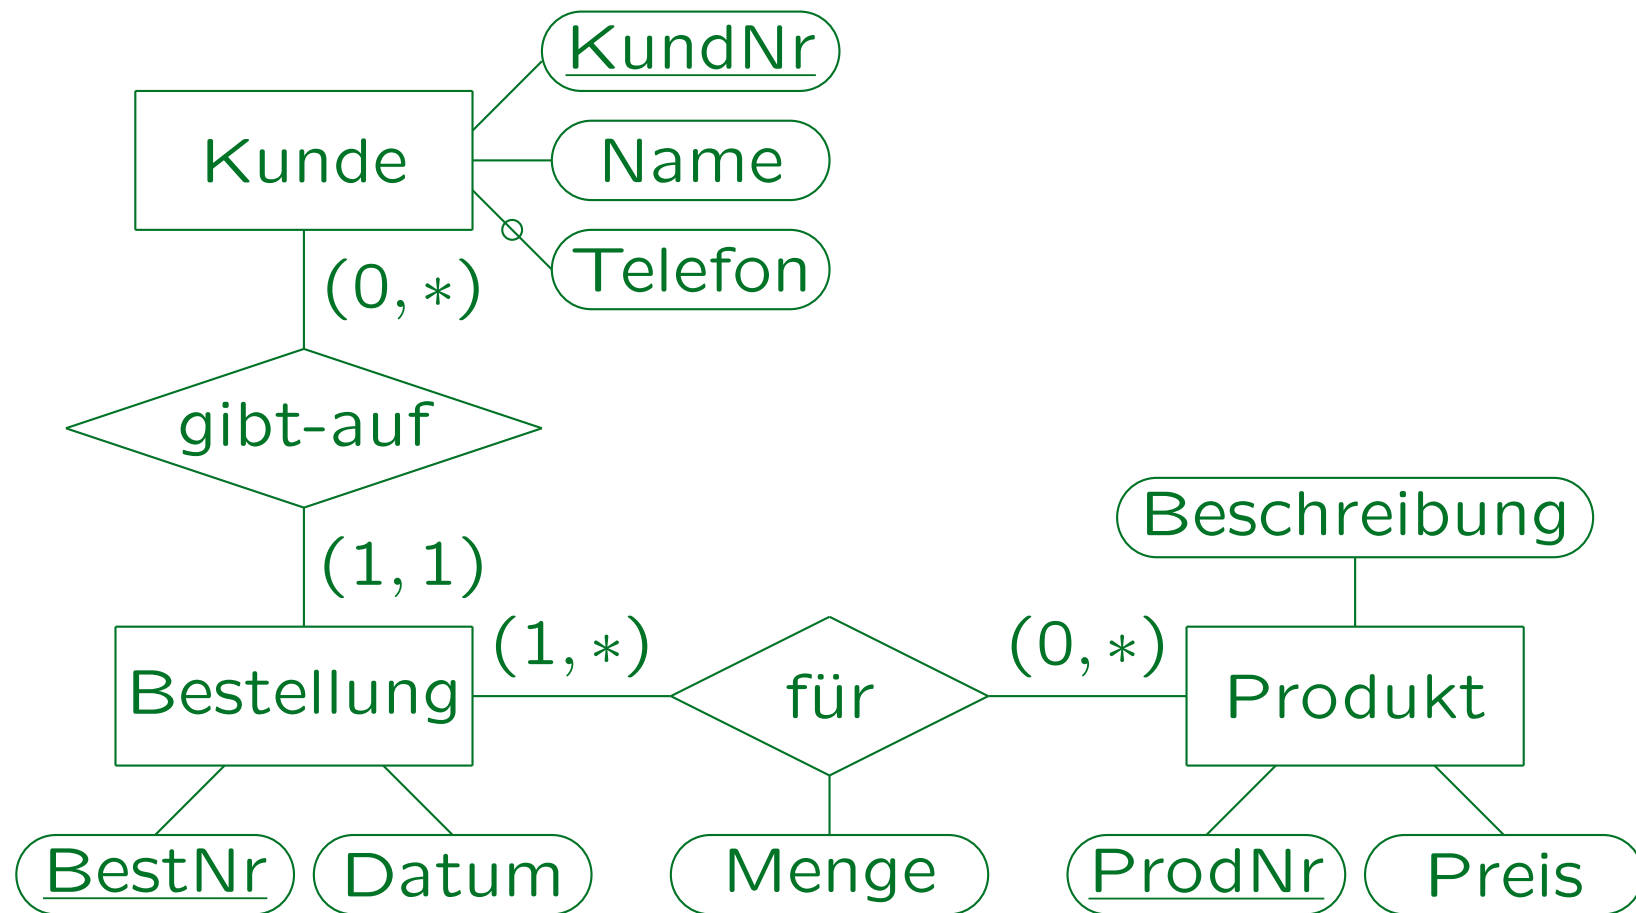 KundNr
Kunde
Name
Telefon
(0,∗)
gibt-auf
(1,1)
Beschreibung
(1,∗)
(0,∗)
Bestellung
für
Produkt
BestNr
Datum
Menge
ProdNr
Preis